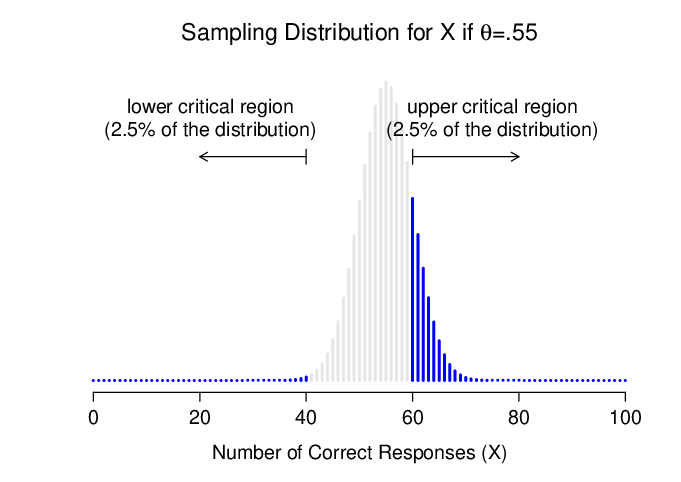 Sampling Distribution for X if θ=.55
lower critical region
(2.5% of the distribution)
upper critical region
(2.5% of the distribution)
0 20 40 60 80 100
Number of Correct Responses (X)